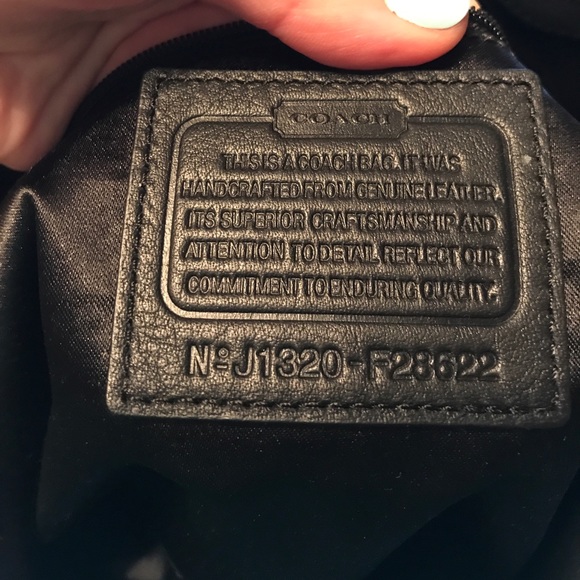 COACH
THIS IS A COACH BAG. IT WAS
HANDCRAFTED FROM GENUINE LEATHER.
ITS SUPERIOR CRAFTSMANSHIP AND
ATTENTION TO DETAIL REFLECT OUR
COMMITMENT TO ENDURING QUALITY.
Nº J1320-F28622